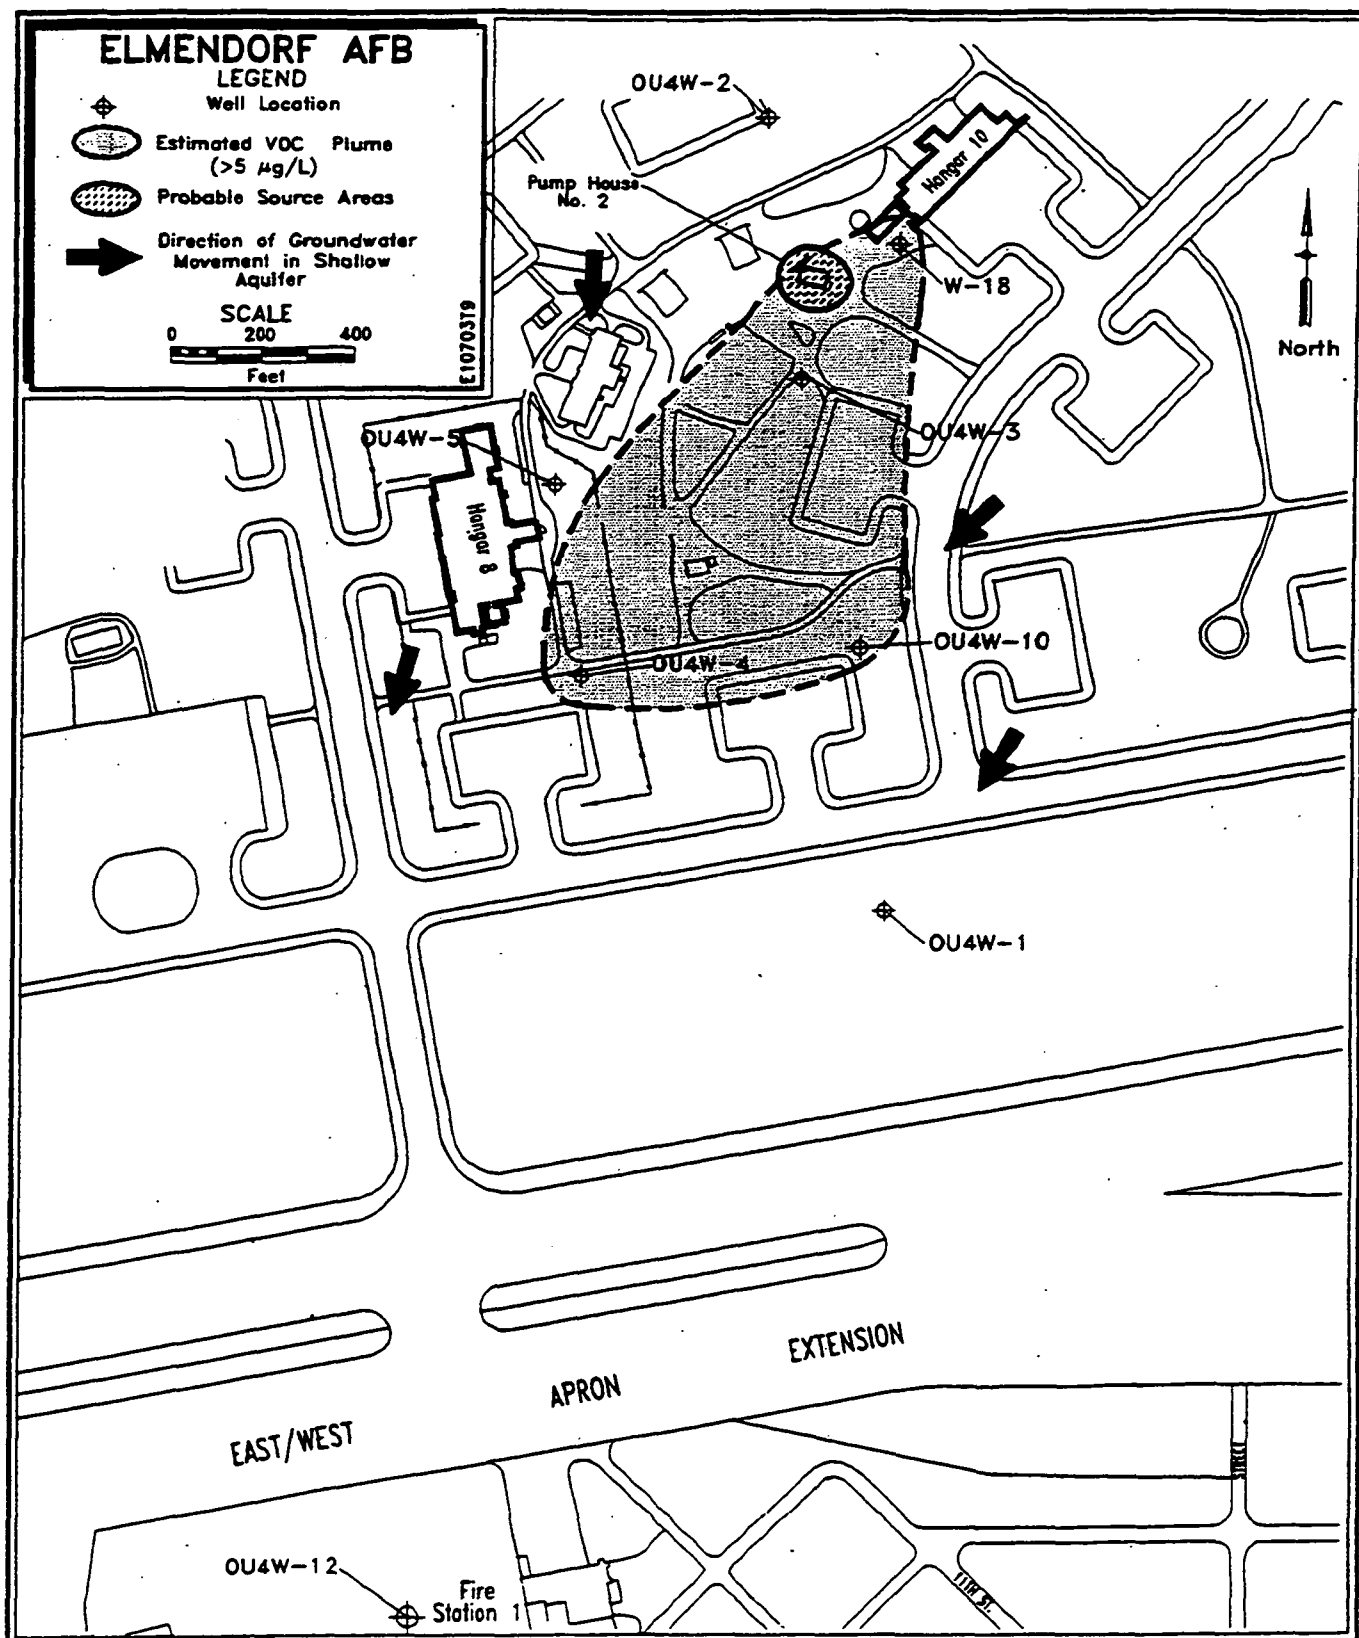 ELMENDORF AFB
LEGEND
Well Location
Estimated VOC Plume
(>5 µg/L)
Probable Source Areas
Direction of Groundwater
Movement in Shallow
Aquifer
SCALE
0 200 400
Feet
E10703T9
OU4W-2
Hangar 10
Pump House
No. 2
W-18
North
OU4W-5
OU4W-3
Hangar 8
OU4W-10
OU4W-4
OU4W-1
EXTENSION
APRON
EAST/WEST
STREET
OU4W-12
Fire
Station 1
11TH ST.